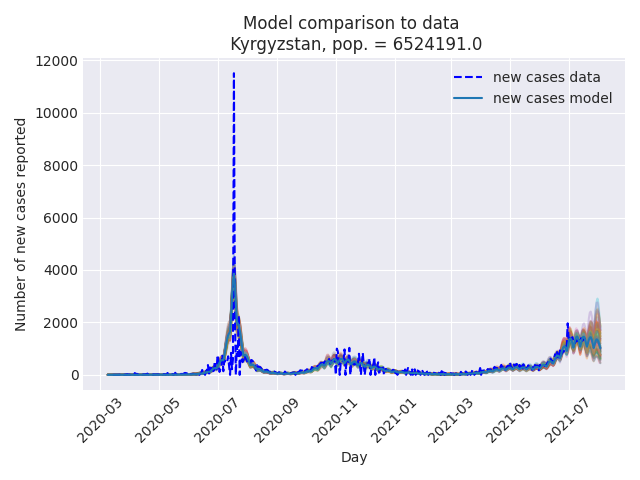 Model comparison to data
Kyrgyzstan, pop. = 6524191.0
new cases data
new cases model
Number of new cases reported
12000
10000
8000
6000
4000
2000
0
2020-03
2020-05
2020-07
2020-09
2020-11
2021-01
2021-03
2021-05
2021-07
Day